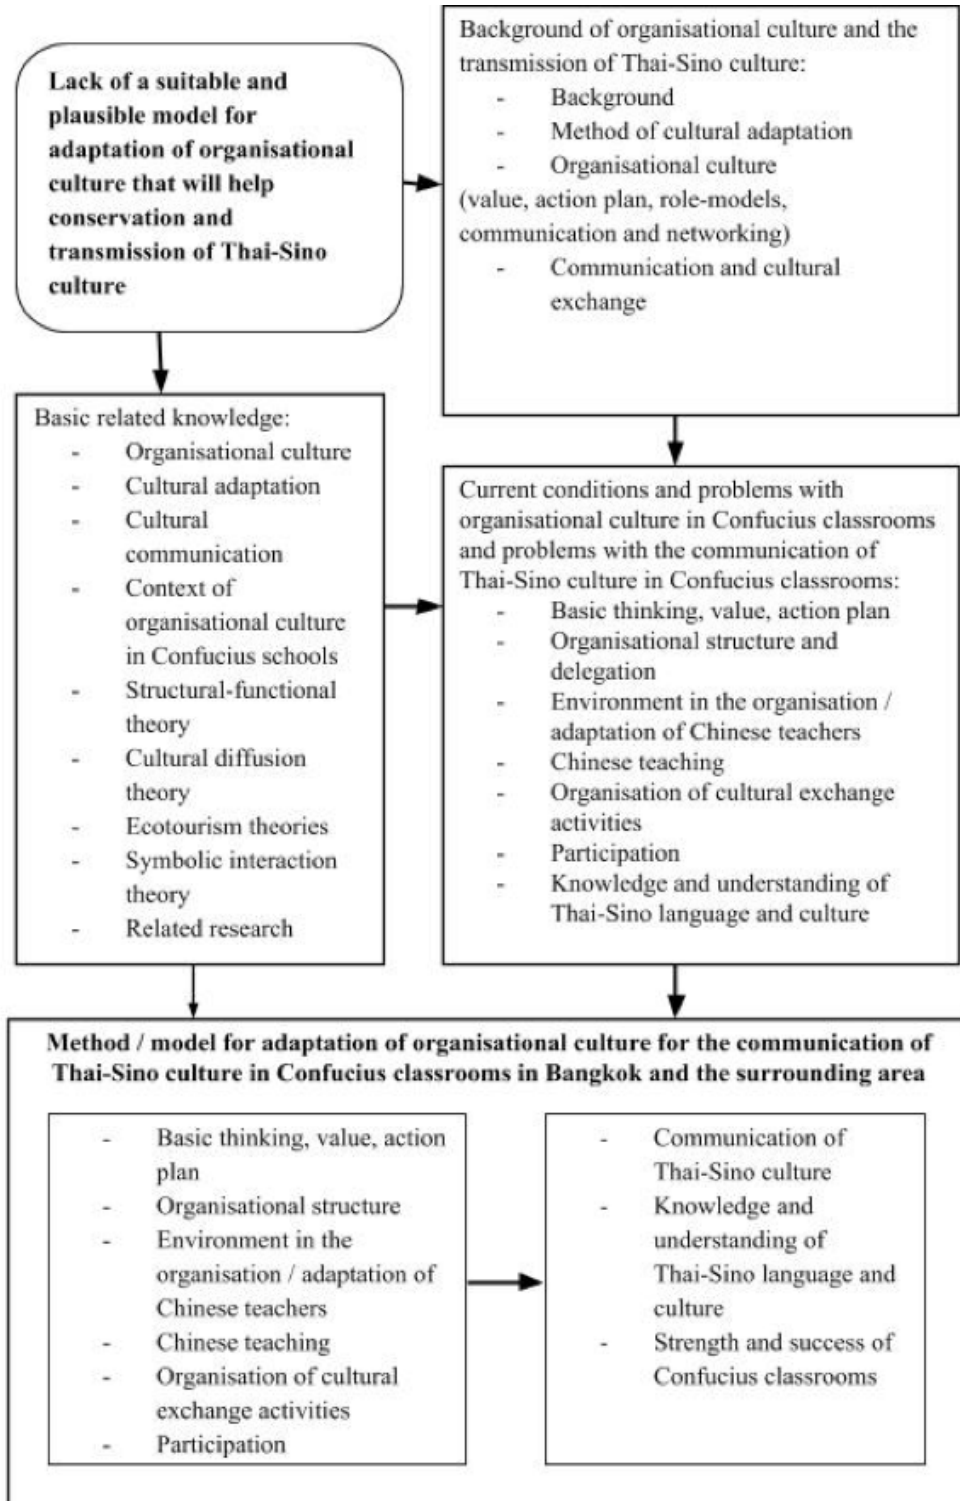 Lack of a suitable and
plausible model for
adaptation of organisational
culture that will help
conservation and
transmission of Thai-Sino
culture
Background of organisational culture and the
transmission of Thai-Sino culture:
- Background
- Method of cultural adaptation
- Organisational culture
(value, action plan, role-models,
communication and networking)
- Communication and cultural
exchange
Basic related knowledge:
- Organisational culture
- Cultural adaptation
- Cultural
communication
- Context of
organisational culture
in Confucius schools
- Structural-functional
theory
- Cultural diffusion
theory
- Ecotourism theories
- Symbolic interaction
theory
- Related research
Current conditions and problems with
organisational culture in Confucius classrooms
and problems with the communication of
Thai-Sino culture in Confucius classrooms:
- Basic thinking, value, action plan
- Organisational structure and
delegation
- Environment in the organisation /
adaptation of Chinese teachers
- Chinese teaching
- Organisation of cultural exchange
activities
- Participation
- Knowledge and understanding of
Thai-Sino language and culture
Method / model for adaptation of organisational culture for the communication of
Thai-Sino culture in Confucius classrooms in Bangkok and the surrounding area
- Basic thinking, value, action
plan
- Organisational structure
- Environment in the
organisation / adaptation of
Chinese teachers
- Chinese teaching
- Organisation of cultural
exchange activities
- Participation
- Communication of
Thai-Sino culture
- Knowledge and
understanding of
Thai-Sino language and
culture
- Strength and success of
Confucius classrooms